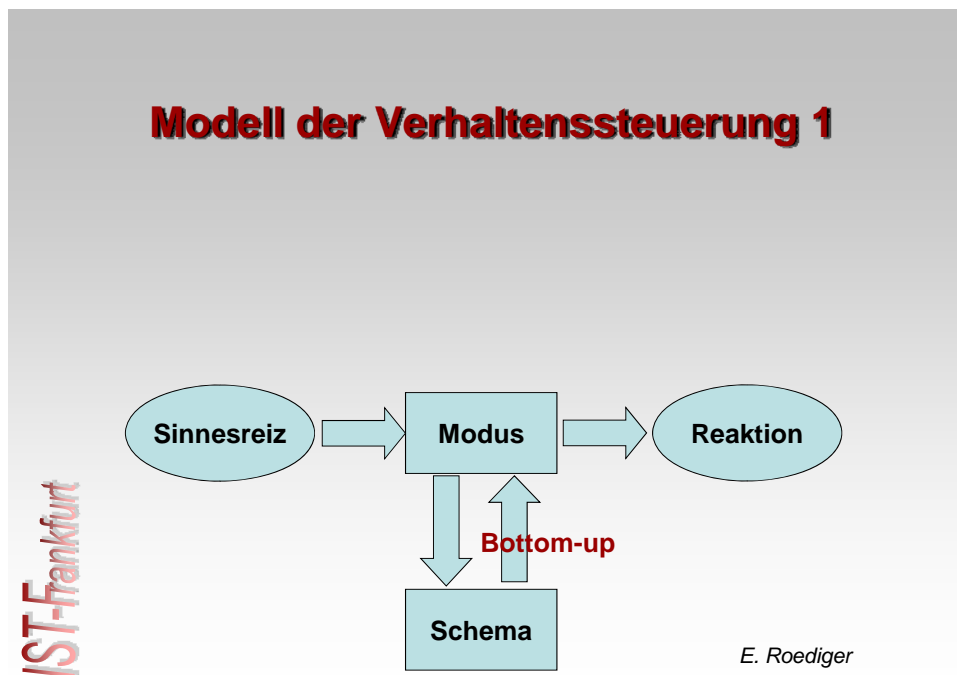 Modell der Verhaltenssteuerung 1
Sinnesreiz
Modus
Reaktion
Bottom-up
Schema
IST-Frankfurt
E. Roediger